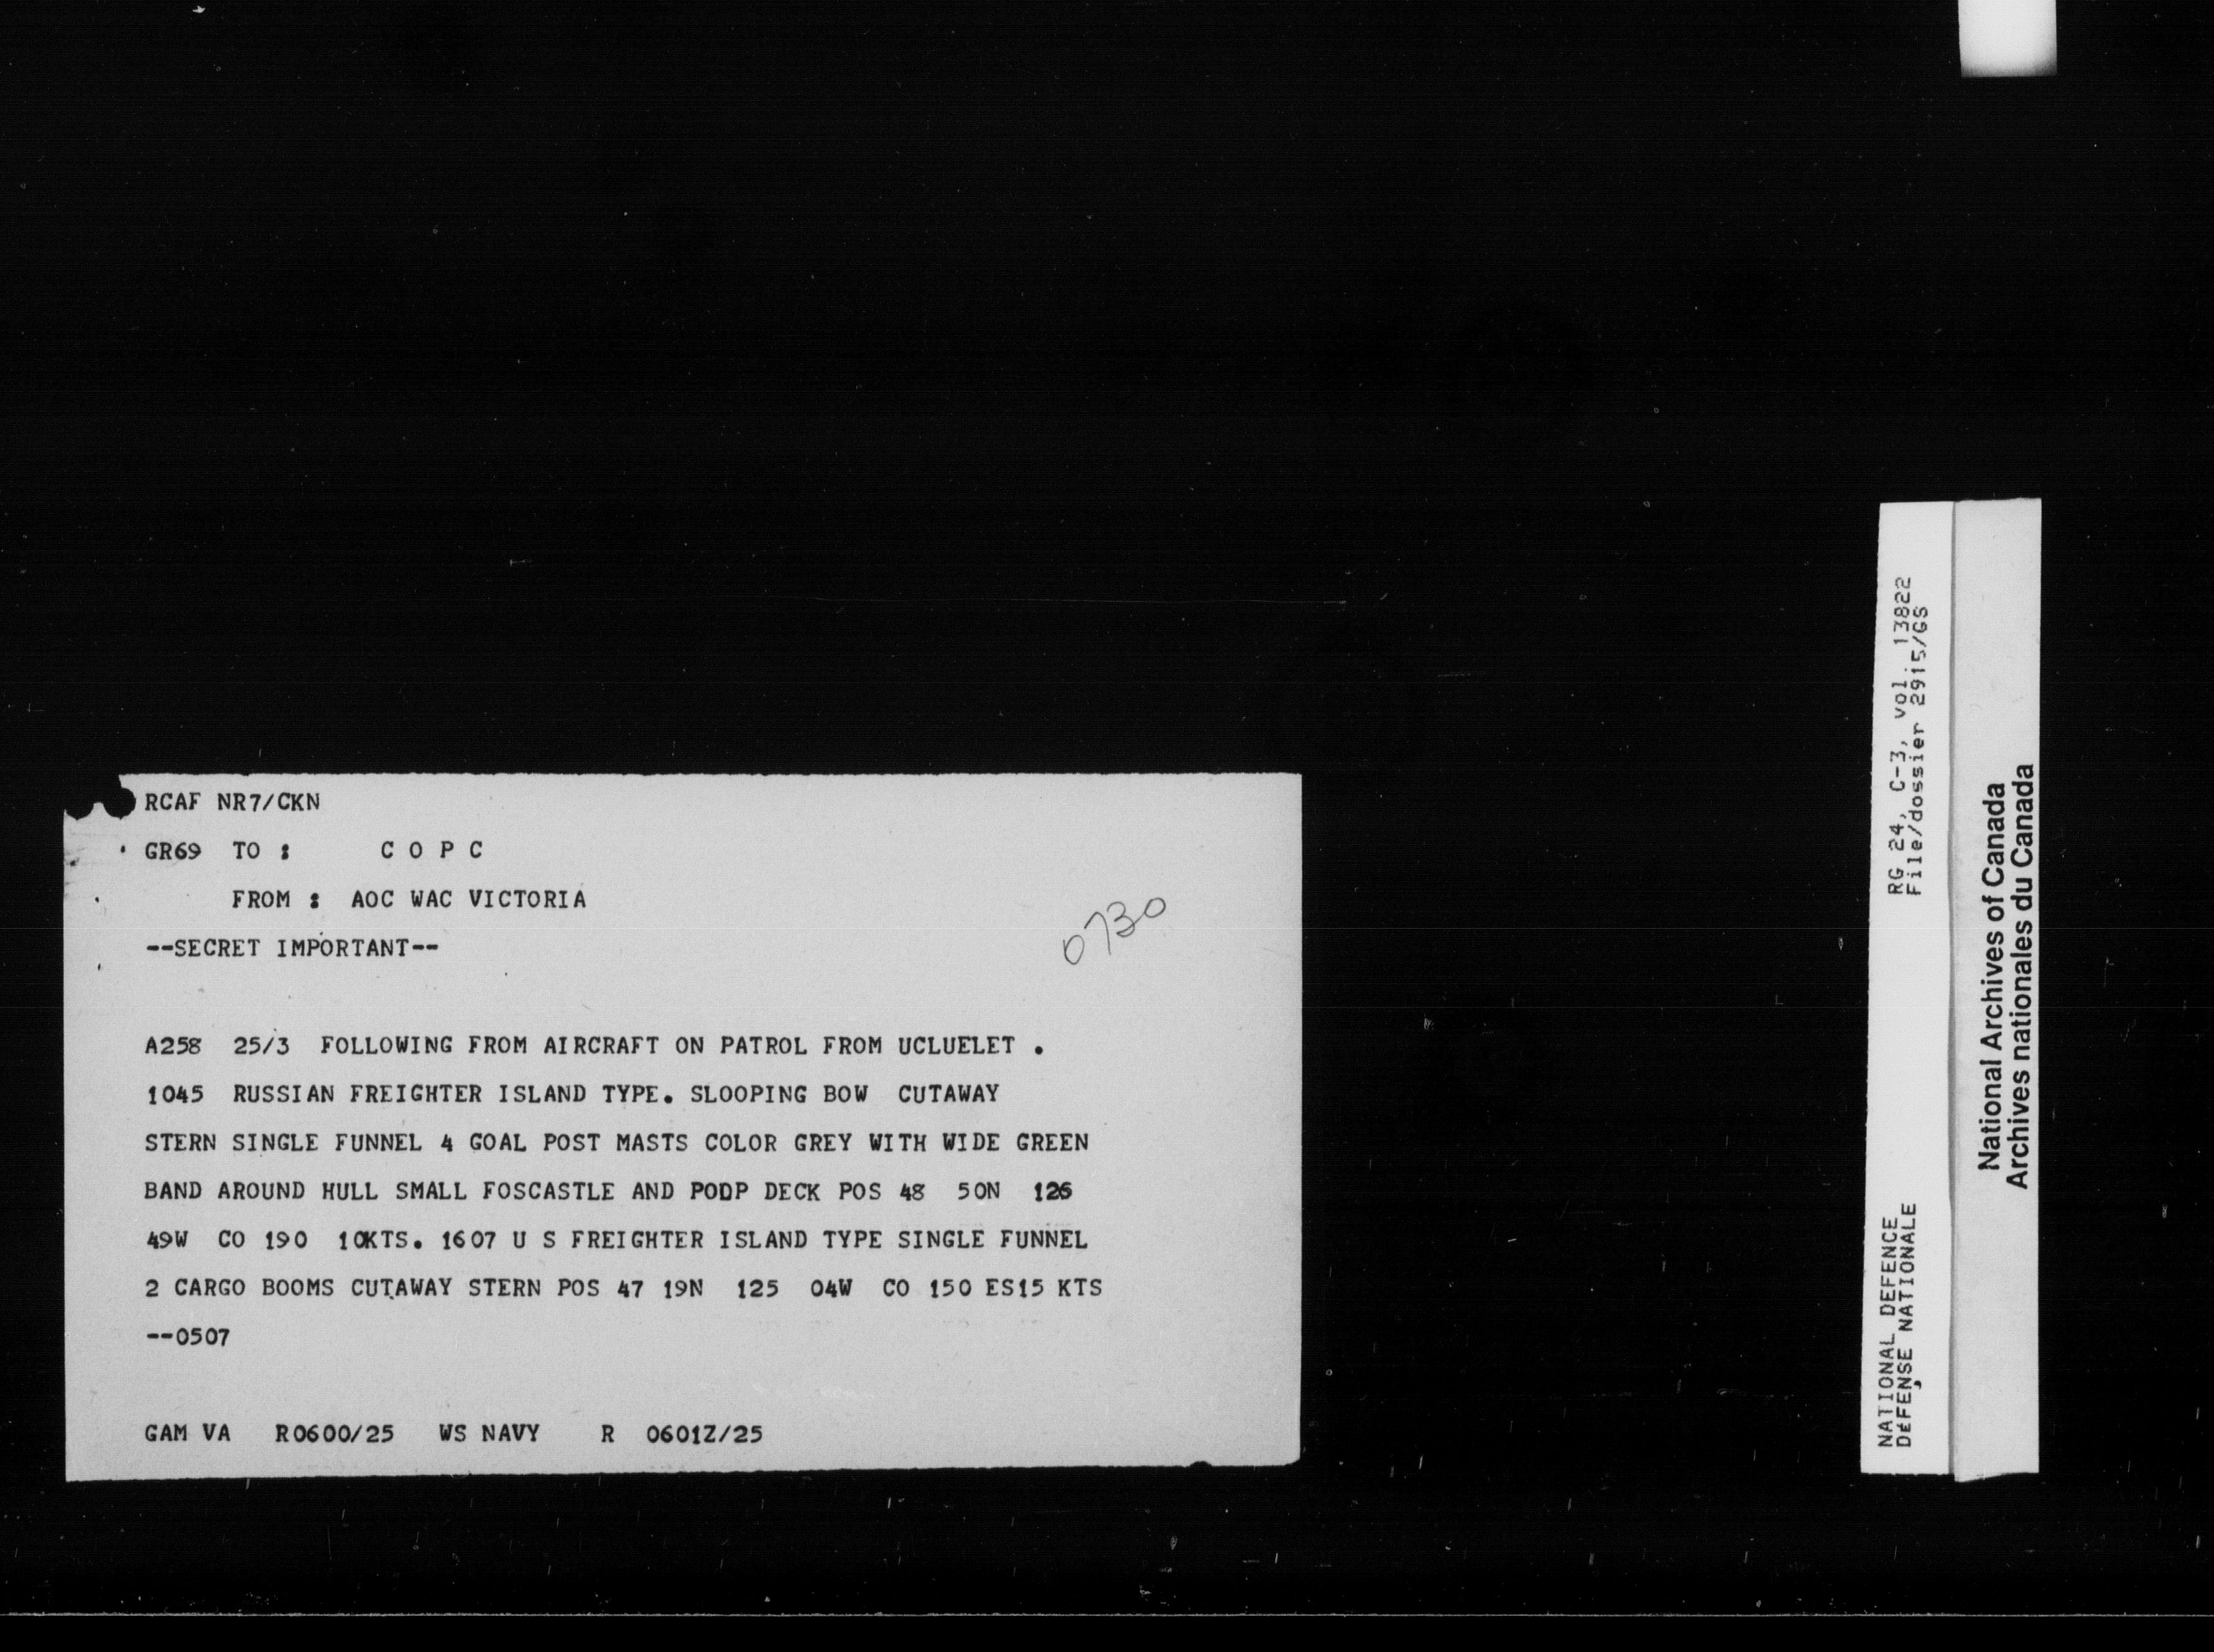 RCAF NR7/CKN
GR69 TO : C O P C
FROM : AOC WAC VICTORIA
--SECRET IMPORTANT--
0730
A258 25/3 FOLLOWING FROM AIRCRAFT ON PATROL FROM UCLUELET .
1045 RUSSIAN FREIGHTER ISLAND TYPE. SLOOPING BOW CUTAWAY
STERN SINGLE FUNNEL 4 GOAL POST MASTS COLOR GREY WITH WIDE GREEN
BAND AROUND HULL SMALL FOSCASTLE AND POOP DECK POS 48 50N 126
49W CO 190 10KTS. 1607 U S FREIGHTER ISLAND TYPE SINGLE FUNNEL
2 CARGO BOOMS CUTAWAY STERN POS 47 19N 125 04W CO 150 ES15 KTS
--0507
GAM VA R0600/25 WS NAVY R 0601Z/25
NATIONAL DEFENCE RG 24, C-3, vol. 13822
DéFENSE NATIONALE File/dossier 2915/GS
National Archives of Canada
Archives nationales du Canada